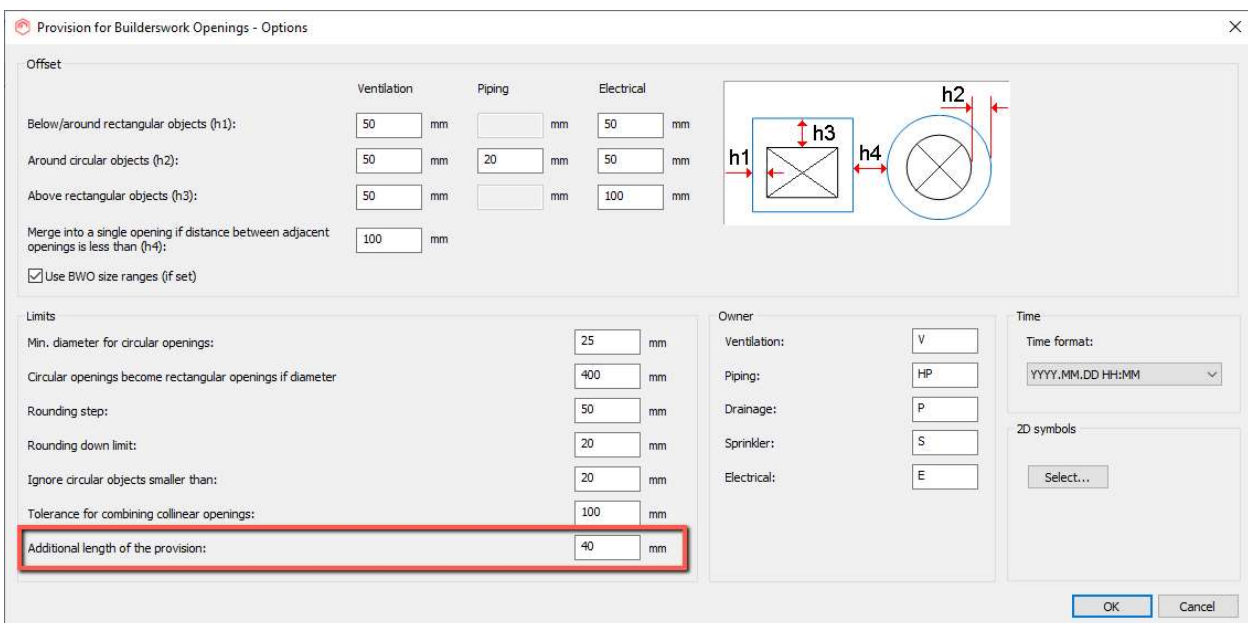 Provision for Builderswork Openings - Options
Offset
Ventilation Piping Electrical
Below/around rectangular objects (h1): 50 mm mm 50 mm
Around circular objects (h2): 50 mm 20 mm 50 mm
Above rectangular objects (h3): 50 mm mm 100 mm
Merge into a single opening if distance between adjacent
openings is less than (h4): 100 mm
Use BWO size ranges (if set)
h2
h3
h1 h4
Limits
Min. diameter for circular openings: 25 mm
Circular openings become rectangular openings if diameter 400 mm
Rounding step: 50 mm
Rounding down limit: 20 mm
Ignore circular objects smaller than: 20 mm
Tolerance for combining collinear openings: 100 mm
Additional length of the provision: 40 mm
Owner
Ventilation: V
Piping: HP
Drainage: P
Sprinkler: S
Electrical: E
Time
Time format:
YYYY.MM.DD HH:MM
2D symbols
Select...
OK Cancel